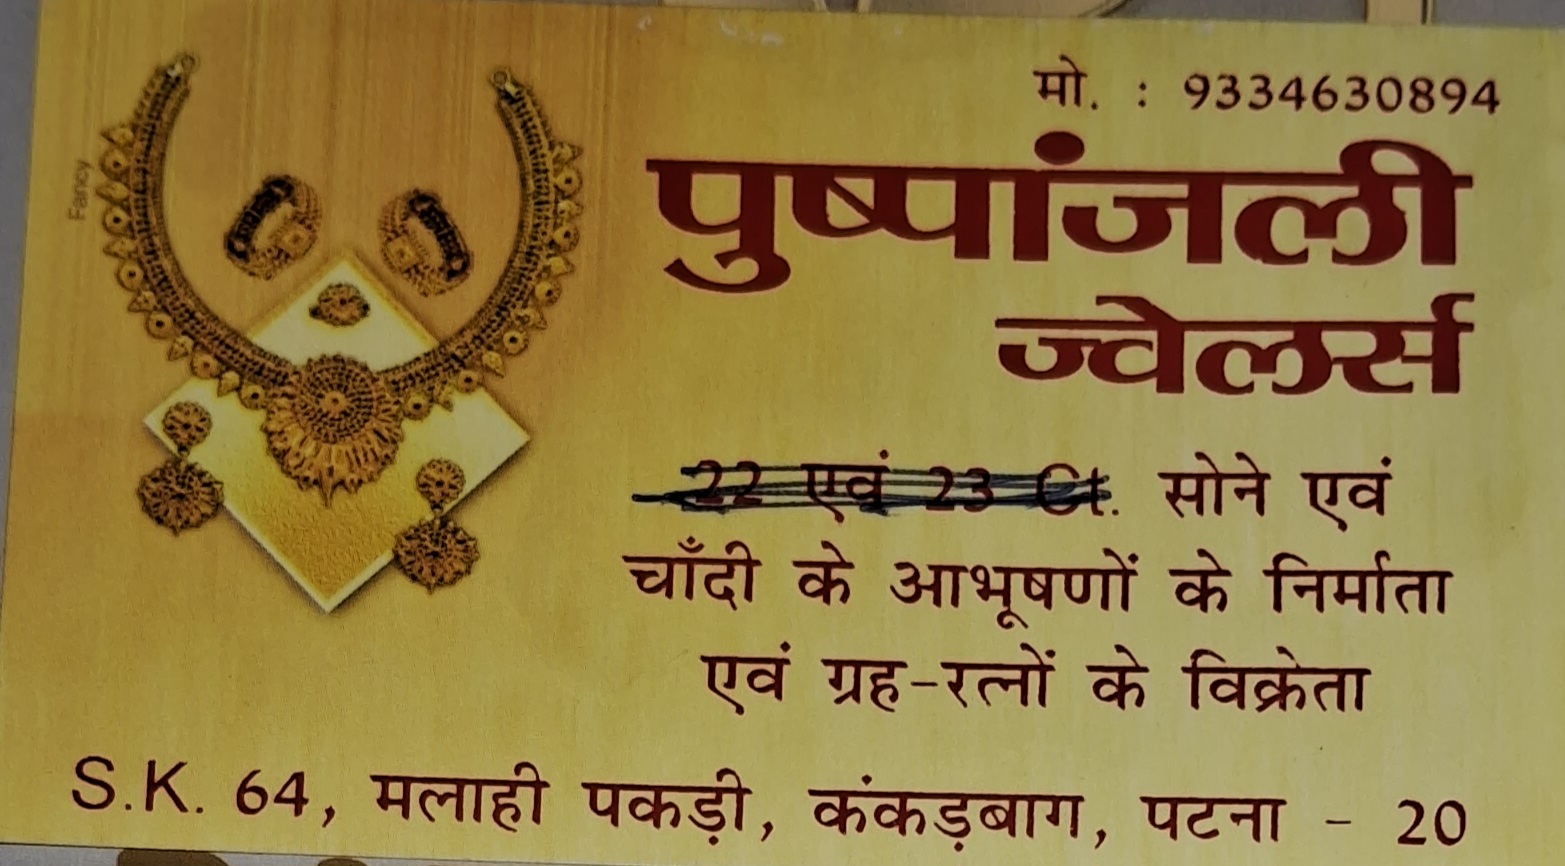 Fancy
मो. : 9334630894
पुष्पांजली
ज्वेलर्स
22 एवं 23 Ct. सोने एवं
चाँदी के आभूषणों के निर्माता
एवं ग्रह-रत्नों के विक्रेता
S.K. 64, मलाही पकड़ी, कंकड़बाग, पटना - 20